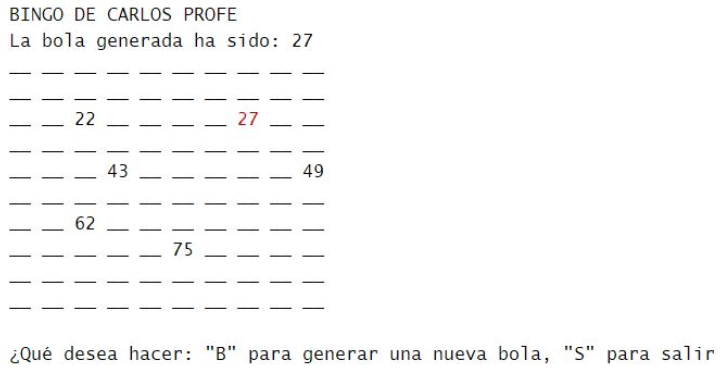 BINGO DE CARLOS PROFE
La bola generada ha sido: 27
__ __ __ __ __ __ __ __ __ __
__ __ __ __ __ __ __ __ __ __
__ __ 22 __ __ __ __ 27 __ __
__ __ __ __ __ __ __ __ __ __
__ __ __ 43 __ __ __ __ __ 49
__ __ __ __ __ __ __ __ __ __
__ __ 62 __ __ __ __ __ __ __
__ __ __ __ __ 75 __ __ __ __
__ __ __ __ __ __ __ __ __ __
__ __ __ __ __ __ __ __ __ __
¿Qué desea hacer: "B" para generar una nueva bola, "S" para salir